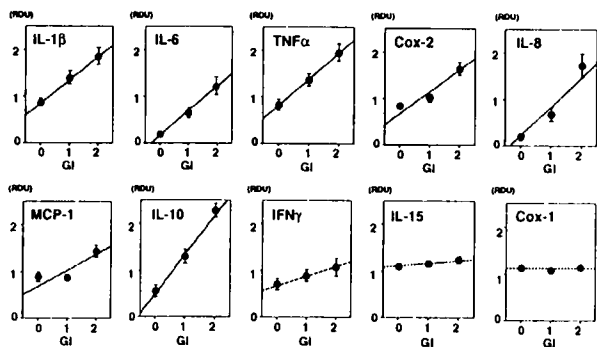 (RDU) (RDU) (RDU) (RDU) (RDU)
IL-1β IL-6 TNFα Cox-2 IL-8
2 2 2 2 2
1 1 1 1 1
0 0 0 0 0
0 1 2 0 1 2 0 1 2 0 1 2 0 1 2
GI GI GI GI GI
(RDU) (RDU) (RDU) (RDU) (RDU)
MCP-1 IL-10 IFNγ IL-15 Cox-1
2 2 2 2 2
1 1 1 1 1
0 0 0 0 0
0 1 2 0 1 2 0 1 2 0 1 2 0 1 2
GI GI GI GI GI